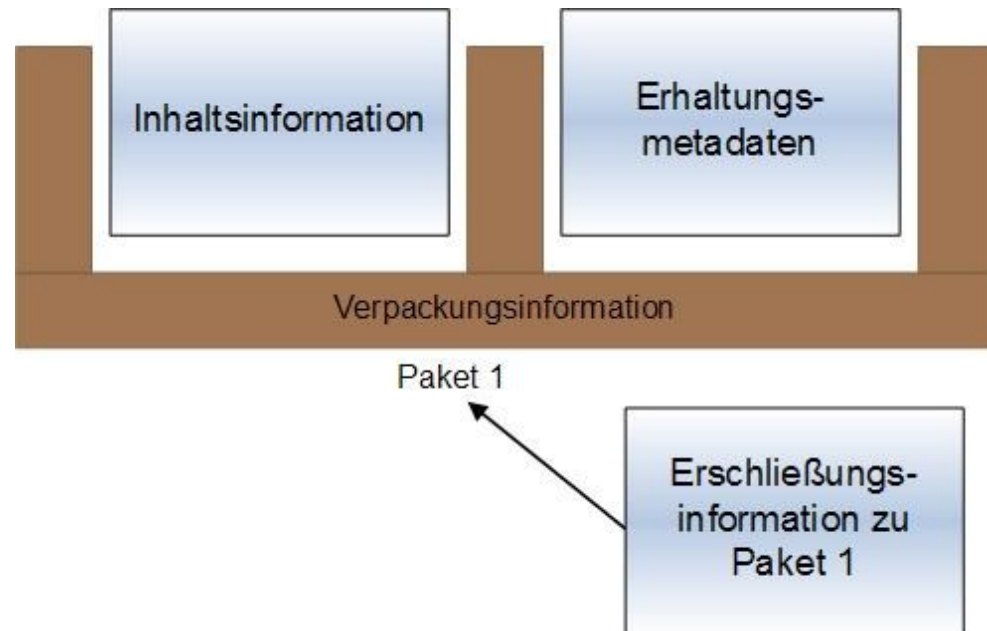 Inhaltsinformation
Erhaltungs-
metadaten
Verpackungsinformation
Paket 1
Erschließungs-
information zu
Paket 1